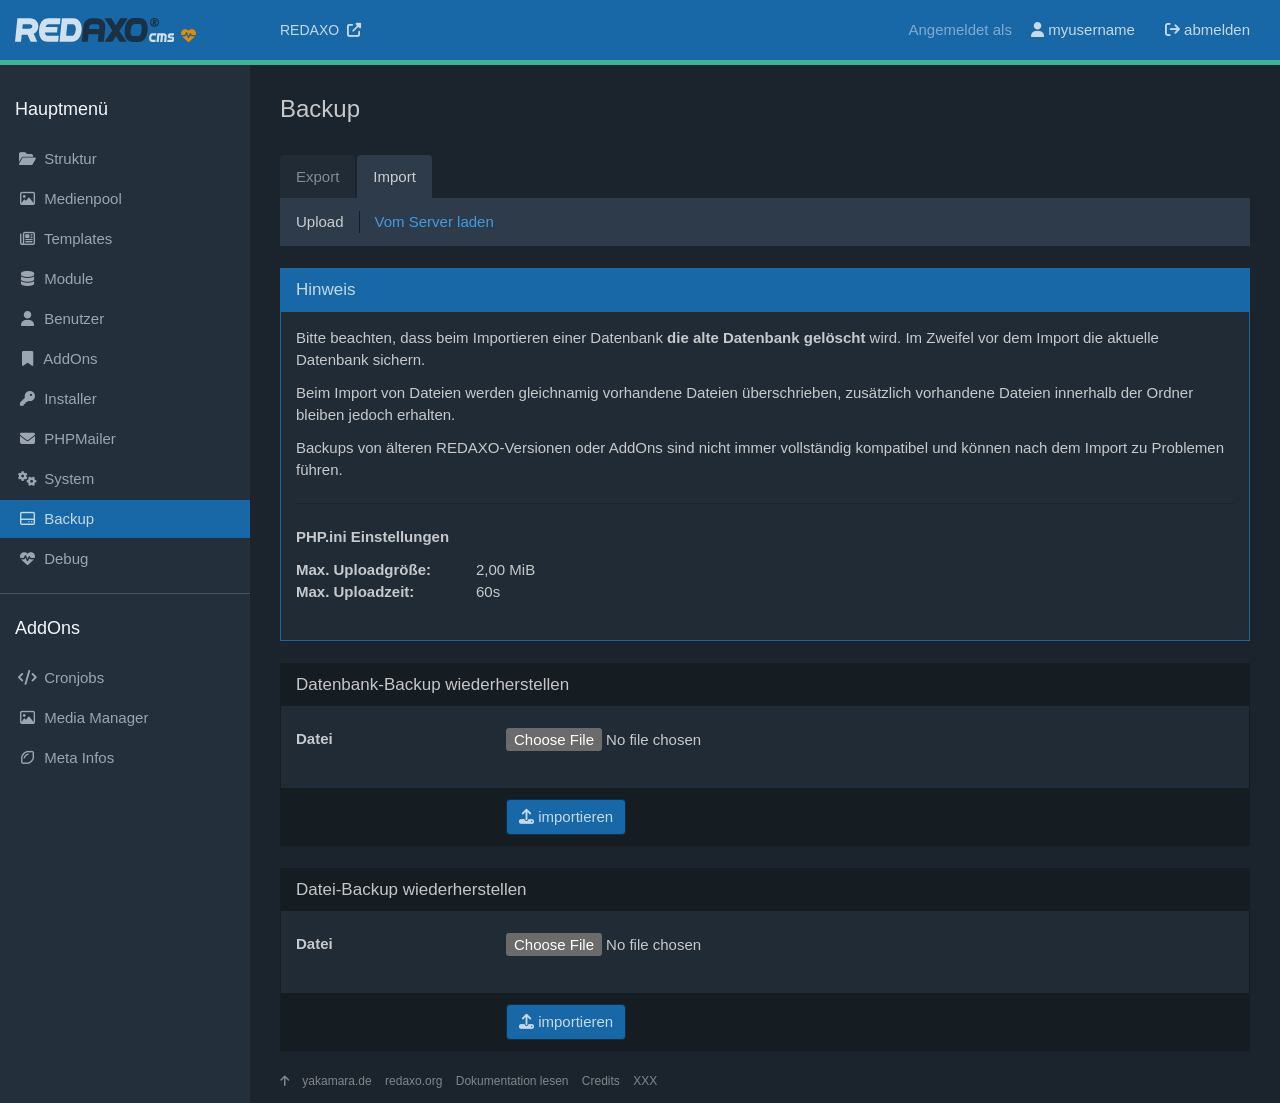 REDAXO® cms
REDAXO
Angemeldet als myusername abmelden
Hauptmenü
Struktur
Medienpool
Templates
Module
Benutzer
AddOns
Installer
PHPMailer
System
Backup
Debug
AddOns
Cronjobs
Media Manager
Meta Infos
Backup
Export Import
Upload Vom Server laden
Hinweis
Bitte beachten, dass beim Importieren einer Datenbank die alte Datenbank gelöscht wird. Im Zweifel vor dem Import die aktuelle
Datenbank sichern.
Beim Import von Dateien werden gleichnamig vorhandene Dateien überschrieben, zusätzlich vorhandene Dateien innerhalb der Ordner
bleiben jedoch erhalten.
Backups von älteren REDAXO-Versionen oder AddOns sind nicht immer vollständig kompatibel und können nach dem Import zu Problemen
führen.
PHP.ini Einstellungen
Max. Uploadgröße: 2,00 MiB
Max. Uploadzeit: 60s
Datenbank-Backup wiederherstellen
Datei Choose File No file chosen
importieren
Datei-Backup wiederherstellen
Datei Choose File No file chosen
importieren
yakamara.de redaxo.org Dokumentation lesen Credits XXX